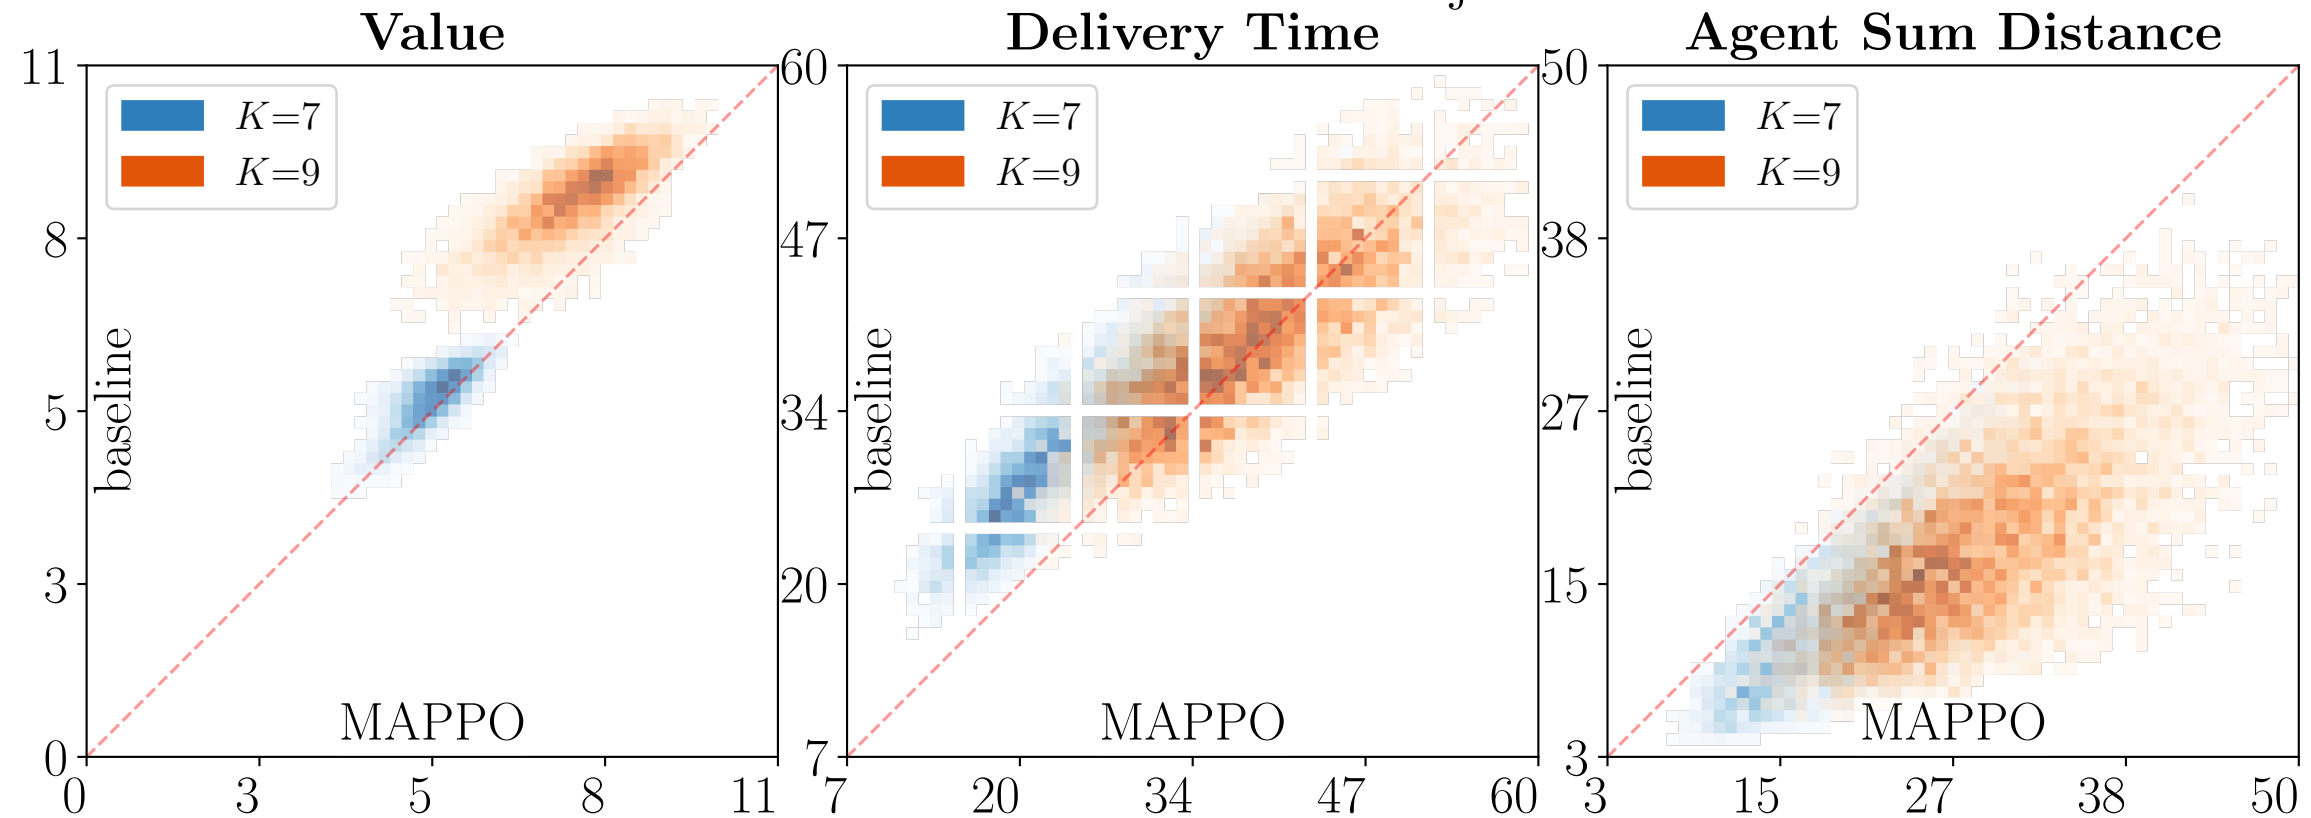 Value
11
8
5
3
0
0 3 5 8 11
K=7
K=9
baseline
MAPPO
Delivery Time
60
47
34
20
7
7 20 34 47 60
K=7
K=9
baseline
MAPPO
Agent Sum Distance
50
38
27
15
3
3 15 27 38 50
K=7
K=9
baseline
MAPPO